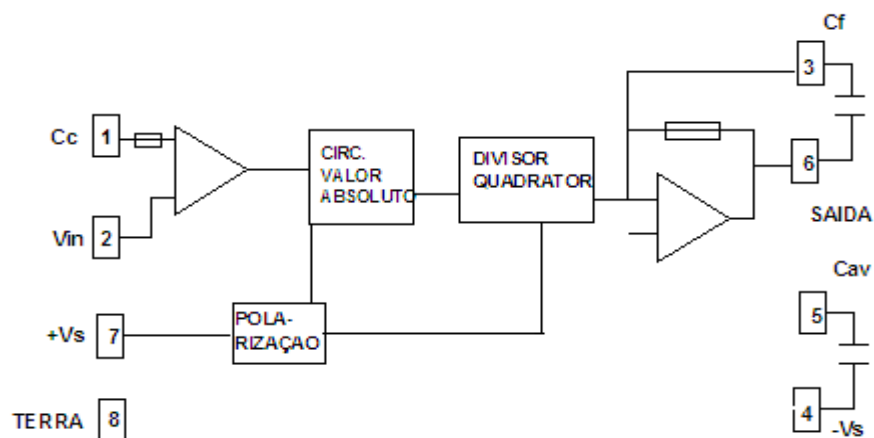 Cf
3
Cc 1
CIRC.
VALOR
ABSOLUTO
DIVISOR
QUADRATOR
6
SAIDA
Vin 2
Cav
5
+Vs 7
POLA-
RIZAÇAO
TERRA 8
4
-Vs